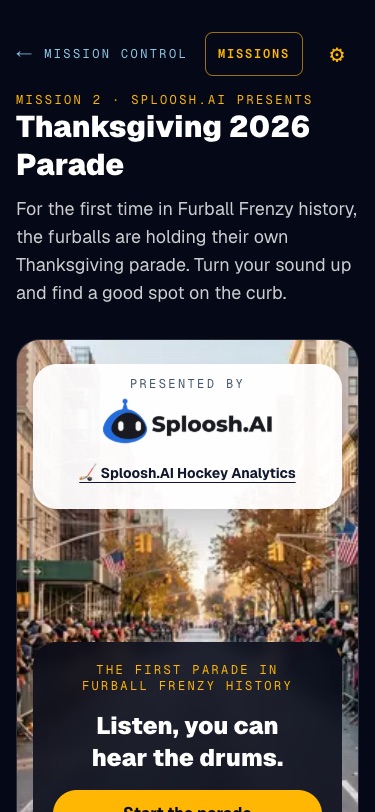 ← MISSION CONTROL
MISSIONS
MISSION 2 · SPLOOSH.AI PRESENTS
Thanksgiving 2026
Parade
For the first time in Furball Frenzy history,
the furballs are holding their own
Thanksgiving parade. Turn your sound up
and find a good spot on the curb.
PRESENTED BY
Sploosh.AI
🏒 Sploosh.AI Hockey Analytics
THE FIRST PARADE IN
FURBALL FRENZY HISTORY
Listen, you can
hear the drums.
Start the parade